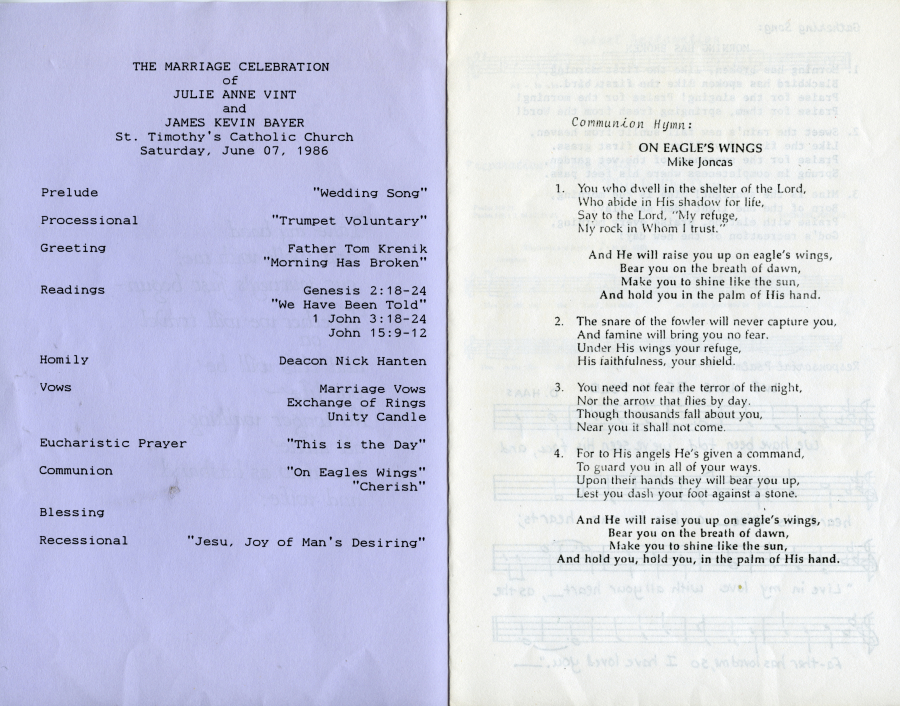 THE MARRIAGE CELEBRATION
of
JULIE ANNE VINT
and
JAMES KEVIN BAYER
St. Timothy's Catholic Church
Saturday, June 07, 1986
Prelude "Wedding Song"
Processional "Trumpet Voluntary"
Greeting Father Tom Krenik
"Morning Has Broken"
Readings Genesis 2:18-24
"We Have Been Told"
1 John 3:18-24
John 15:9-12
Homily Deacon Nick Hanten
Vows Marriage Vows
Exchange of Rings
Unity Candle
Eucharistic Prayer "This is the Day"
Communion "On Eagles Wings"
"Cherish"
Blessing
Recessional "Jesu, Joy of Man's Desiring"
Communion Hymn:
ON EAGLE'S WINGS
Mike Joncas
1. You who dwell in the shelter of the Lord,
Who abide in His shadow for life,
Say to the Lord, "My refuge,
My rock in Whom I trust."
And He will raise you up on eagle's wings,
Bear you on the breath of dawn,
Make you to shine like the sun,
And hold you in the palm of His hand.
2. The snare of the fowler will never capture you,
And famine will bring you no fear.
Under His wings your refuge,
His faithfulness, your shield.
3. You need not fear the terror of the night,
Nor the arrow that flies by day.
Though thousands fall about you,
Near you it shall not come.
4. For to His angels He's given a command,
To guard you in all of your ways.
Upon their hands they will bear you up,
Lest you dash your foot against a stone.
And He will raise you up on eagle's wings,
Bear you on the breath of dawn,
Make you to shine like the sun,
And hold you, hold you, in the palm of His hand.